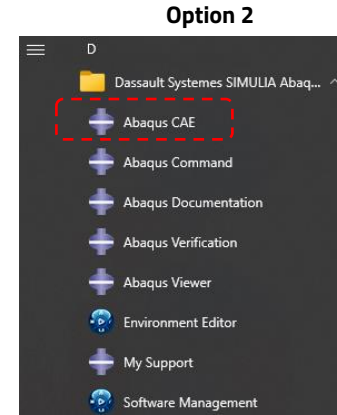 Option 2
D
Dassault Systemes SIMULIA Abaq...
Abaqus CAE
Abaqus Command
Abaqus Documentation
Abaqus Verification
Abaqus Viewer
Environment Editor
My Support
Software Management